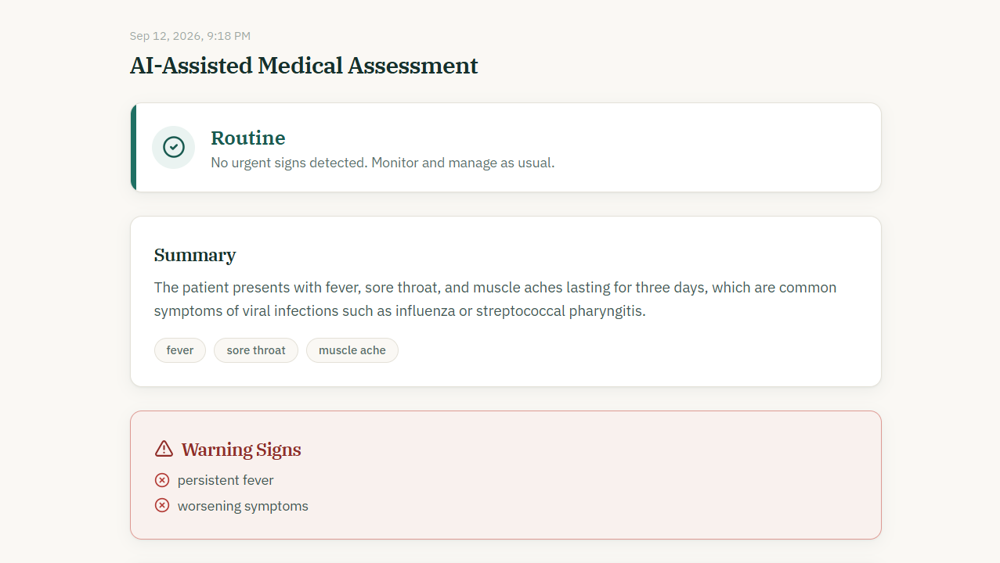 Sep 12, 2026, 9:18 PM
AI-Assisted Medical Assessment
Routine
No urgent signs detected. Monitor and manage as usual.
Summary
The patient presents with fever, sore throat, and muscle aches lasting for three days, which are common
symptoms of viral infections such as influenza or streptococcal pharyngitis.
fever sore throat muscle ache
Warning Signs
persistent fever
worsening symptoms